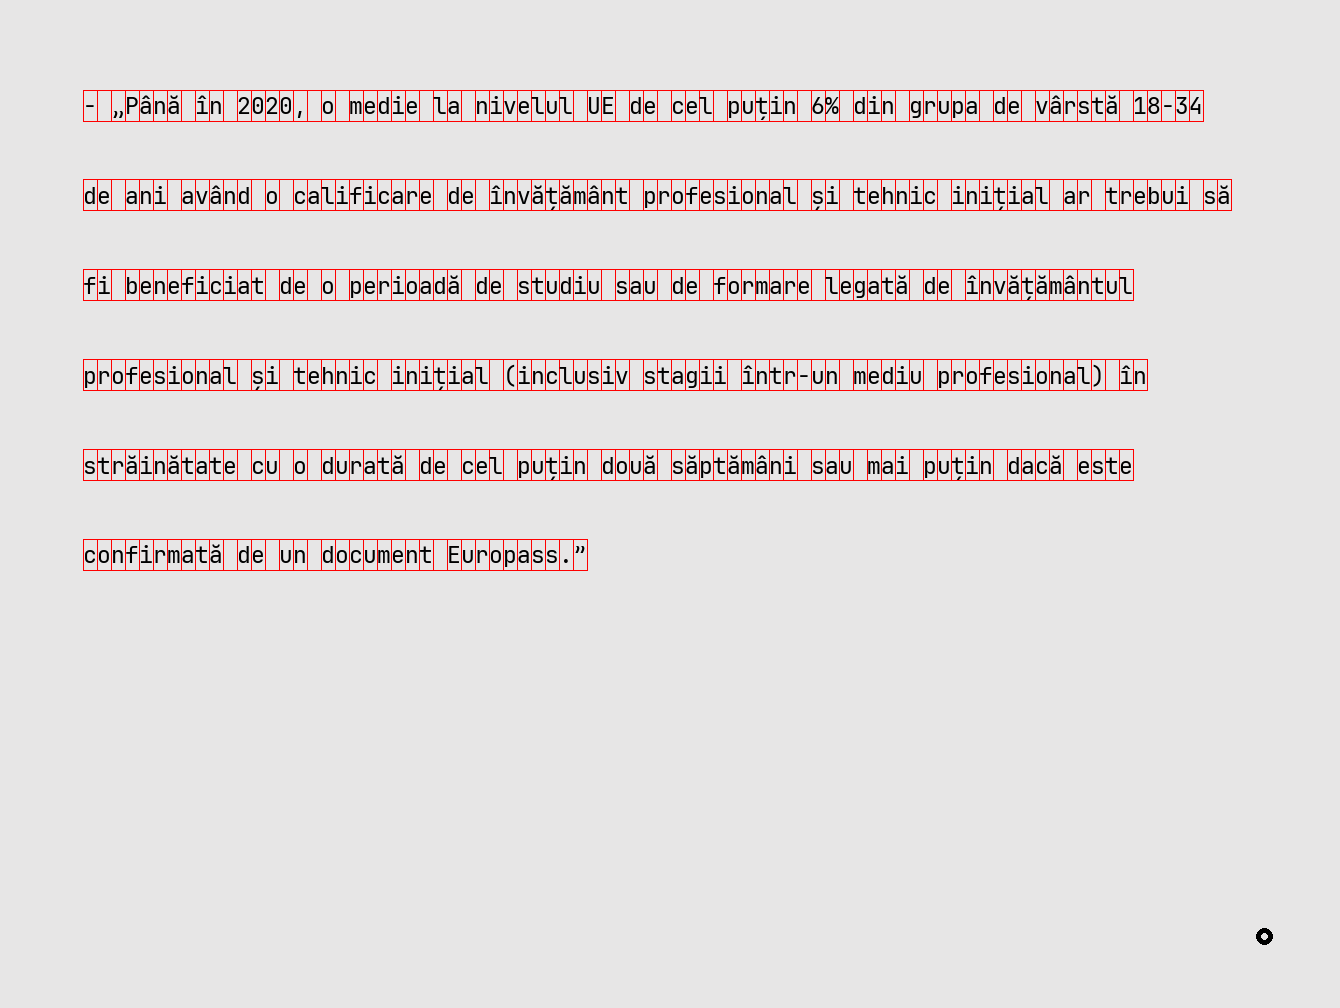 - „Până în 2020, o medie la nivelul UE de cel puțin 6% din grupa de vârstă 18-34
de ani având o calificare de învățământ profesional și tehnic inițial ar trebui să
fi beneficiat de o perioadă de studiu sau de formare legată de învățământul
profesional și tehnic inițial (inclusiv stagii într-un mediu profesional) în
străinătate cu o durată de cel puțin două săptămâni sau mai puțin dacă este
confirmată de un document Europass.”